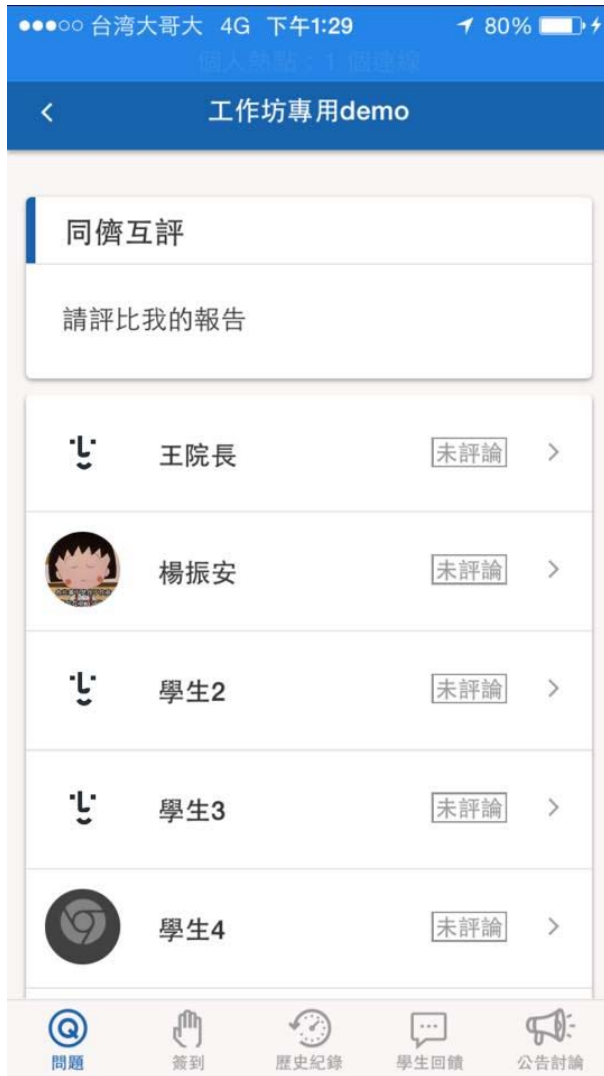 台湾大哥大 4G 下午1:29 80%
個人熱點：1 個連線
工作坊專用demo
同儕互評
請評比我的報告
王院長 未評論
楊振安 未評論
學生2 未評論
學生3 未評論
學生4 未評論
問題 簽到 歷史紀錄 學生回饋 公告討論